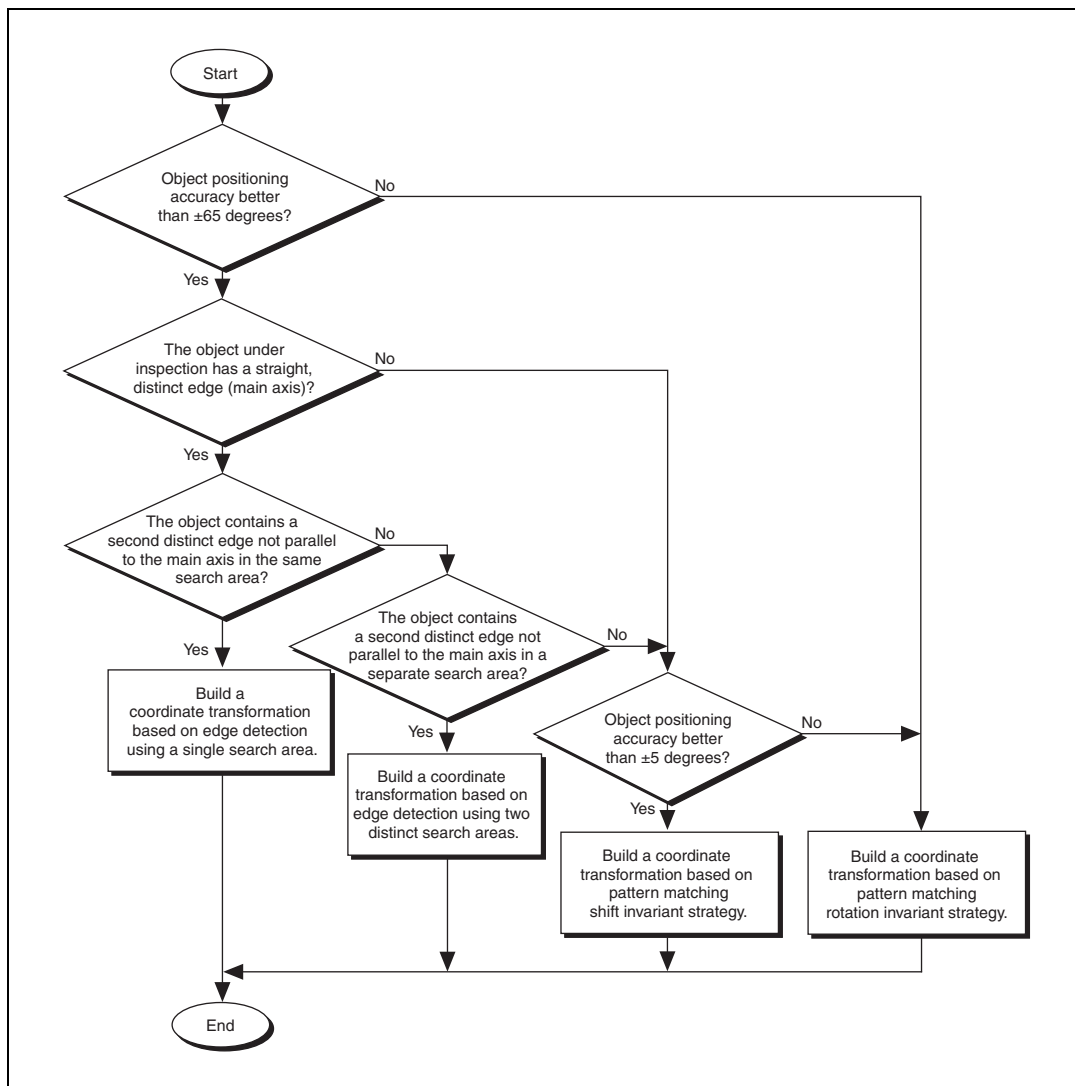 Start
Object positioning
accuracy better
than ±65 degrees?
No
Yes
The object under
inspection has a straight,
distinct edge (main axis)?
No
Yes
The object contains a
second distinct edge not parallel
to the main axis in the same
search area?
No
Yes
The object contains
a second distinct edge not
parallel to the main axis in a
separate search area?
No
Yes
Build a
coordinate transformation
based on edge detection
using a single search area.
Object positioning
accuracy better
than ±5 degrees?
No
Yes
Build a coordinate
transformation based on
edge detection using two
distinct search areas.
Build a coordinate
transformation based on
pattern matching
shift invariant strategy.
Build a coordinate
transformation based on
pattern matching
rotation invariant strategy.
End